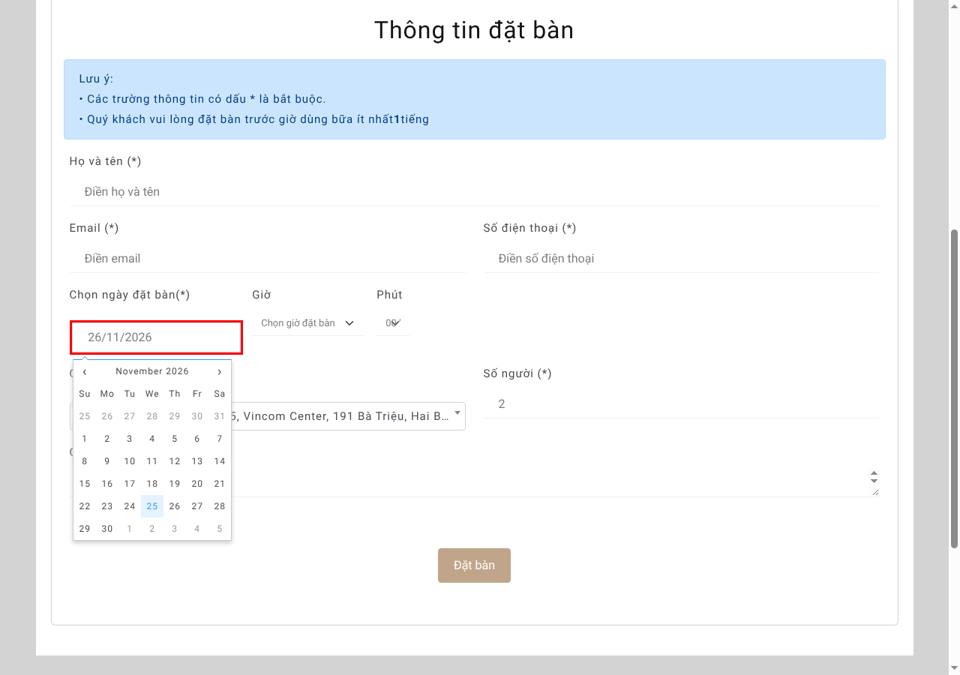 Thông tin đặt bàn
Lưu ý:
• Các trường thông tin có dấu * là bắt buộc.
• Quý khách vui lòng đặt bàn trước giờ dùng bữa ít nhất1tiếng
Họ và tên (*)
Điền họ và tên
Email (*)
Số điện thoại (*)
Điền email
Điền số điện thoại
Chọn ngày đặt bàn(*)
Giờ
Phút
26/11/2026
Chọn giờ đặt bàn
00
‹ November 2026 ›
Số người (*)
Su Mo Tu We Th Fr Sa
2
25 26 27 28 29 30 31
5, Vincom Center, 191 Bà Triệu, Hai B...
1 2 3 4 5 6 7
8 9 10 11 12 13 14
15 16 17 18 19 20 21
22 23 24 25 26 27 28
29 30 1 2 3 4 5
Đặt bàn